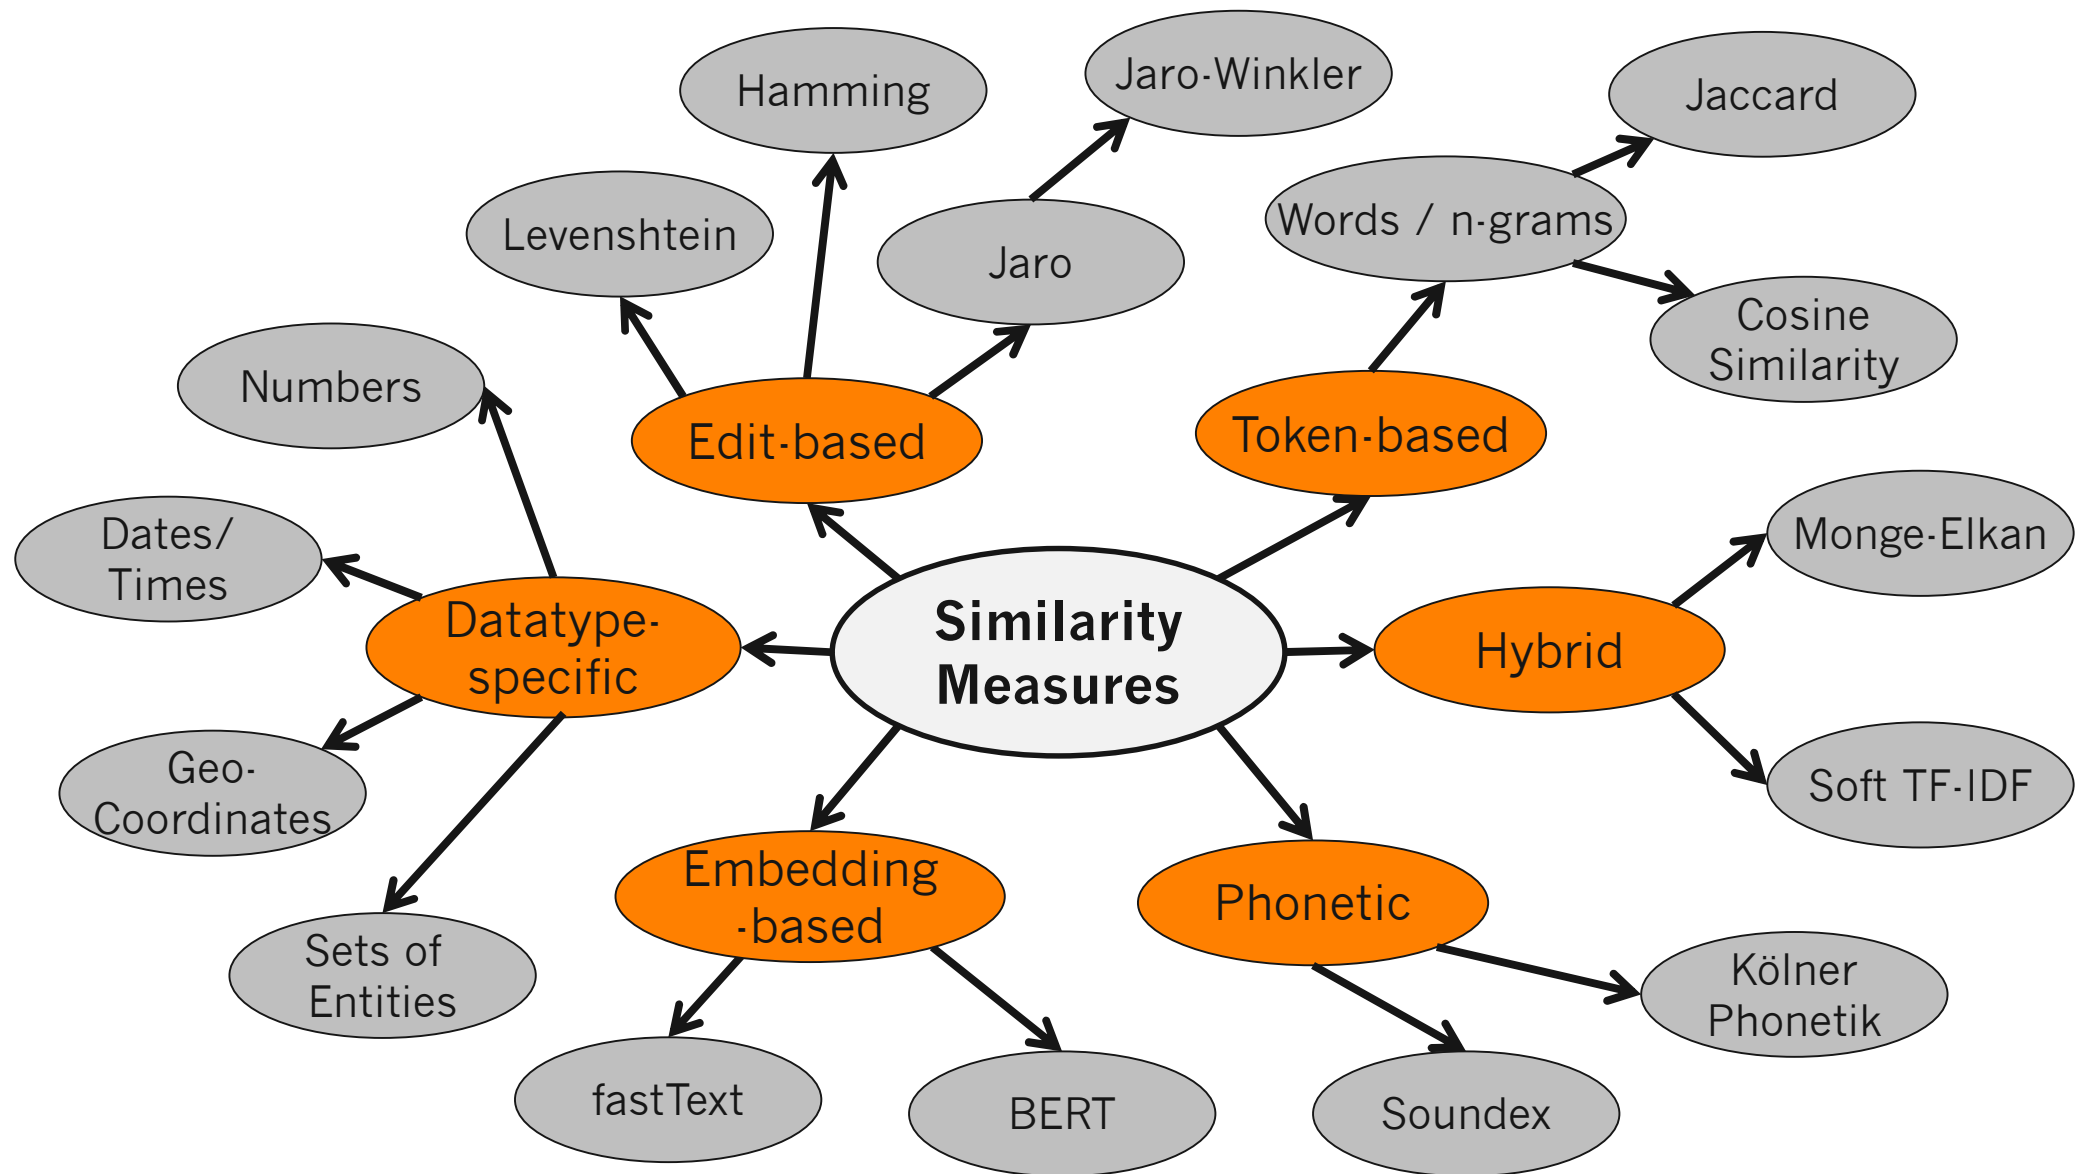 Hamming
Jaro-Winkler
Jaccard
Levenshtein
Jaro
Words / n-grams
Cosine
Similarity
Numbers
Edit-based
Token-based
Dates/
Times
Monge-Elkan
Datatype-
specific
Similarity
Measures
Hybrid
Geo-
Coordinates
Soft TF-IDF
Embedding
-based
Phonetic
Sets of
Entities
Kölner
Phonetik
fastText
BERT
Soundex